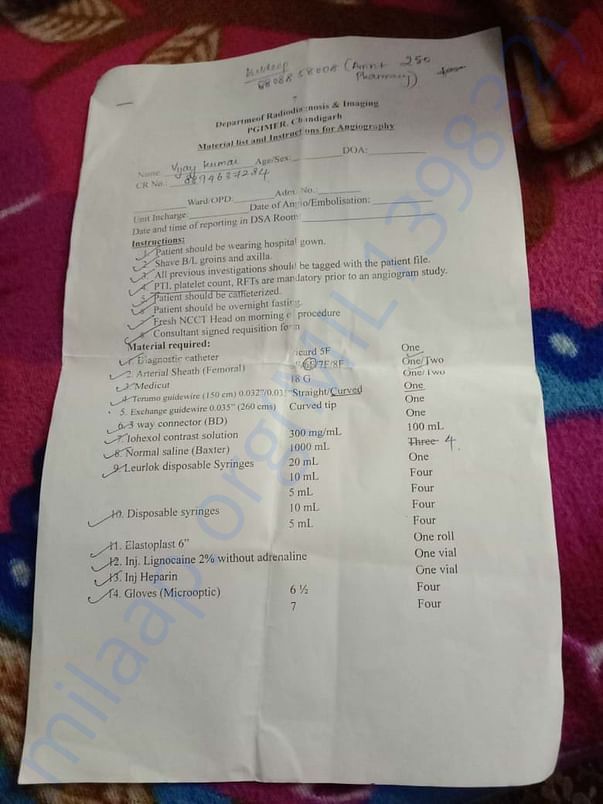 (Amnt 250
Pharmacy)
Departmeof Radiodiagnosis & Imaging
PGIMER, Chandigarh
Material list and Instructions for Angiography
Name: Vijay Kumar Age/Sex: DOA:
CR No.:
Ward/OPD: Adm. No.:
Unit Incharge: Date of Angio/Embolisation:
Date and time of reporting in DSA Room:
Instructions:
1. Patient should be wearing hospital gown.
2. Shave B/L groins and axilla.
3. All previous investigations should be tagged with the patient file.
4. PTI, platelet count, RFTs are mandatory prior to an angiogram study.
5. Patient should be catheterized.
6. Patient should be overnight fasting.
7. Fresh NCCT Head on morning of procedure
8. Consultant signed requisition form
Material required:
1. Diagnostic catheter 5F One
2. Arterial Sheath (Femoral) /7F/8F One/Two
3. Medicut 18 G One/Two
4. Terumo guidewire (150 cm) 0.032"/0.035" Straight/Curved One
5. Exchange guidewire 0.035" (260 cms) Curved tip One
6. 3 way connector (BD) One
7. Iohexol contrast solution 300 mg/mL 100 mL
8. Normal saline (Baxter) 1000 mL Three 4
9. Leurlok disposable Syringes 20 mL One
10 mL Four
5 mL Four
10. Disposable syringes 10 mL Four
5 mL Four
11. Elastoplast 6" One roll
12. Inj. Lignocaine 2% without adrenaline One vial
13. Inj Heparin One vial
14. Gloves (Microoptic) 6 ½ Four
7 Four